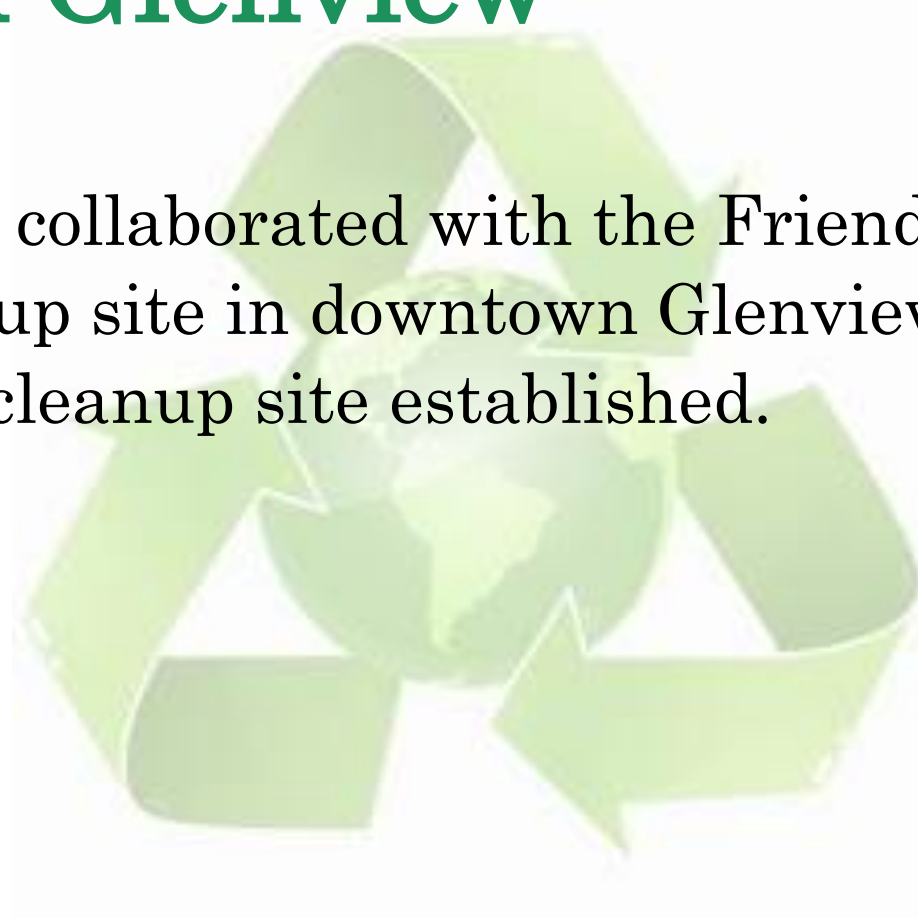 Glenview
collaborated with the Friend
up site in downtown Glenview
cleanup site established.